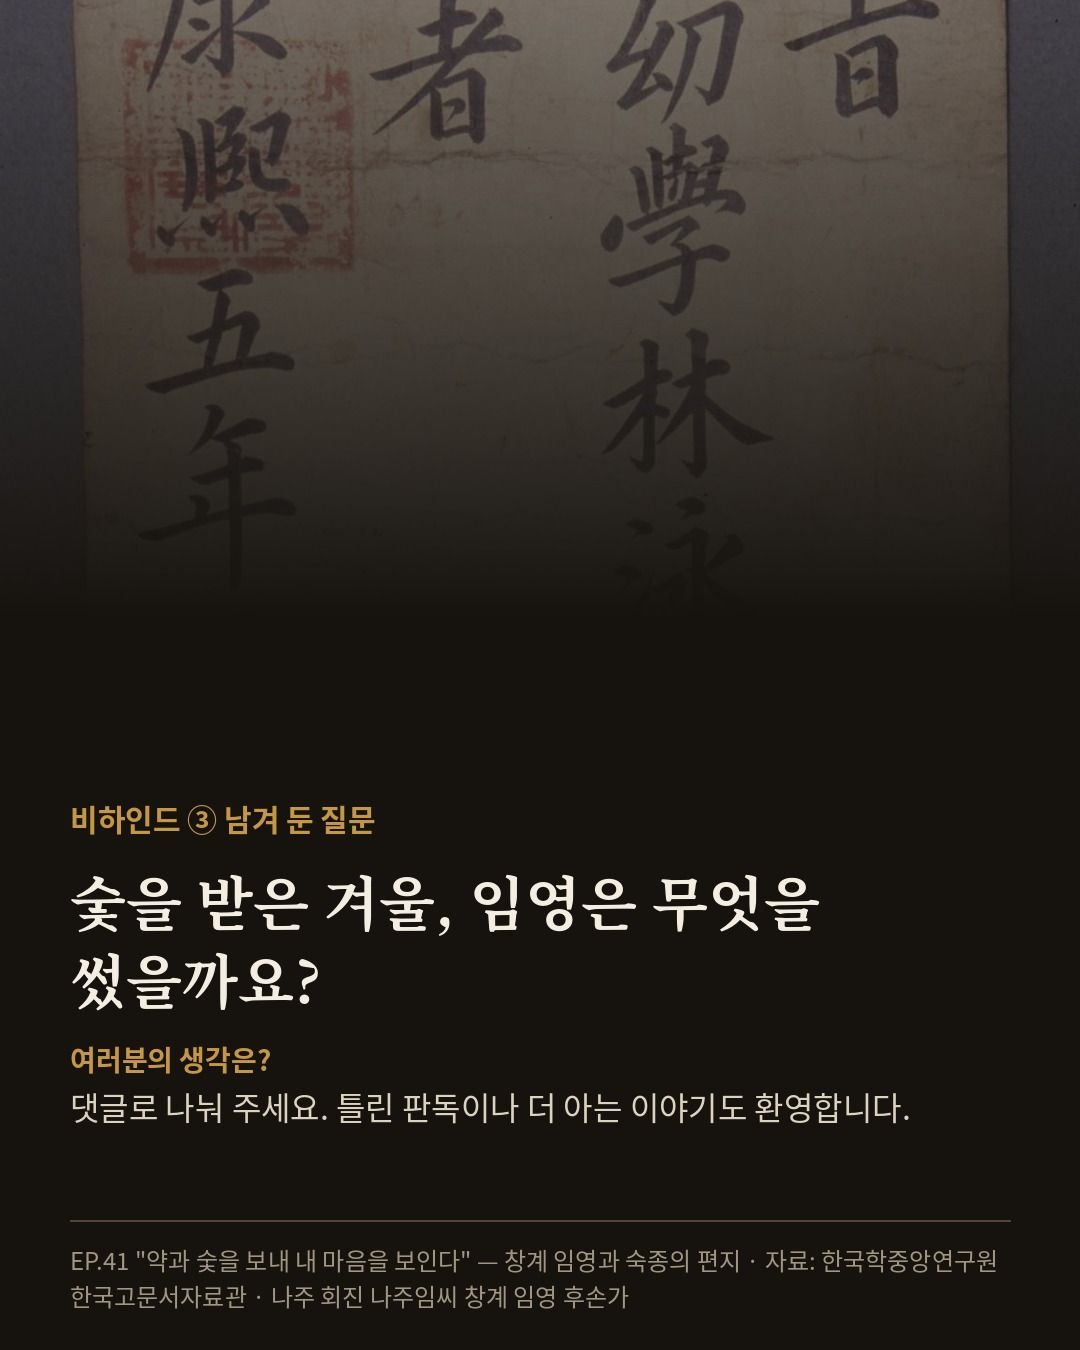 旨
幼學林泳
者
康熙五年
비하인드 ③ 남겨 둔 질문
숯을 받은 겨울, 임영은 무엇을
썼을까요?
여러분의 생각은?
댓글로 나눠 주세요. 틀린 판독이나 더 아는 이야기도 환영합니다.
EP.41 "약과 숯을 보내 내 마음을 보인다" — 창계 임영과 숙종의 편지 · 자료: 한국학중앙연구원
한국고문서자료관 · 나주 회진 나주임씨 창계 임영 후손가